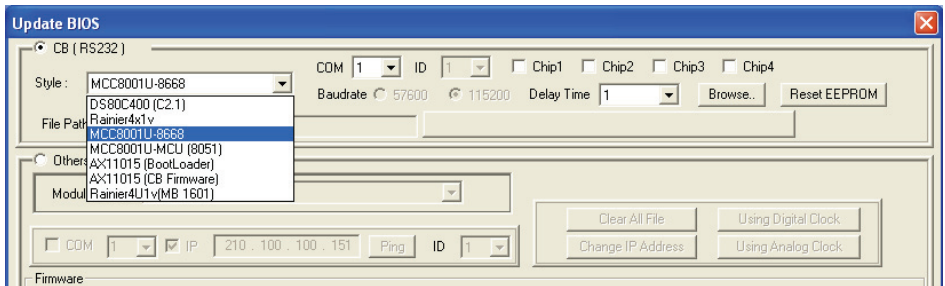 Update BIOS
CB ( RS232 )
COM 1 ID 1 Chip1 Chip2 Chip3 Chip4
Style : MCC8001U-8668
Baudrate 57600 115200 Delay Time 1 Browse.. Reset EEPROM
DS80C400 (C2.1)
Rainier4x1v
File Pat
MCC8001U-8668
MCC8001U-MCU (8051)
Others
AX11015 (BootLoader)
AX11015 (CB Firmware)
Modul
Rainier4U1v(MB 1601)
Clear All File Using Digital Clock
COM 1 IP 210 . 100 . 100 . 151 Ping ID 1
Change IP Address Using Analog Clock
Firmware